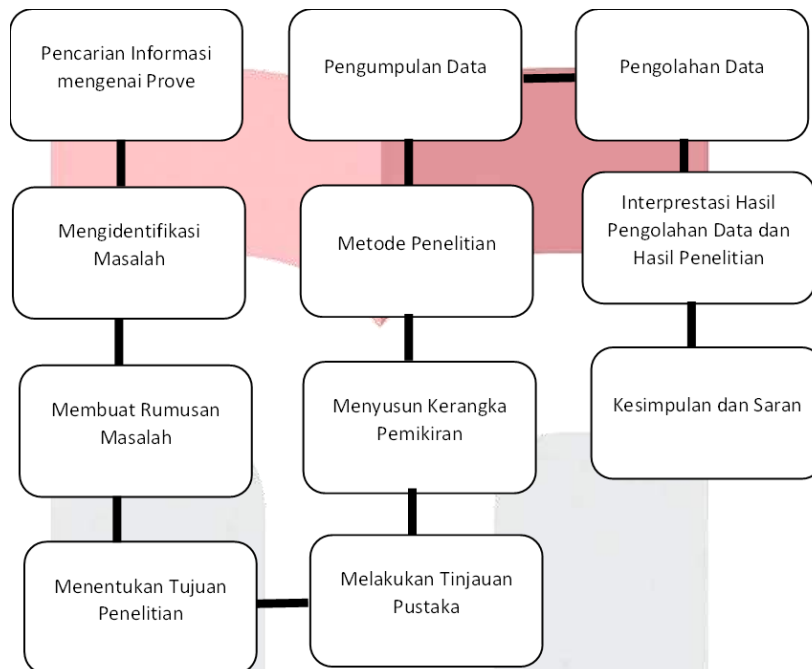 Pencarian Informasi
mengenai Prove
Mengidentifikasi
Masalah
Membuat Rumusan
Masalah
Menentukan Tujuan
Penelitian
Melakukan Tinjauan
Pustaka
Menyusun Kerangka
Pemikiran
Metode Penelitian
Pengumpulan Data
Pengolahan Data
Interprestasi Hasil
Pengolahan Data dan
Hasil Penelitian
Kesimpulan dan Saran